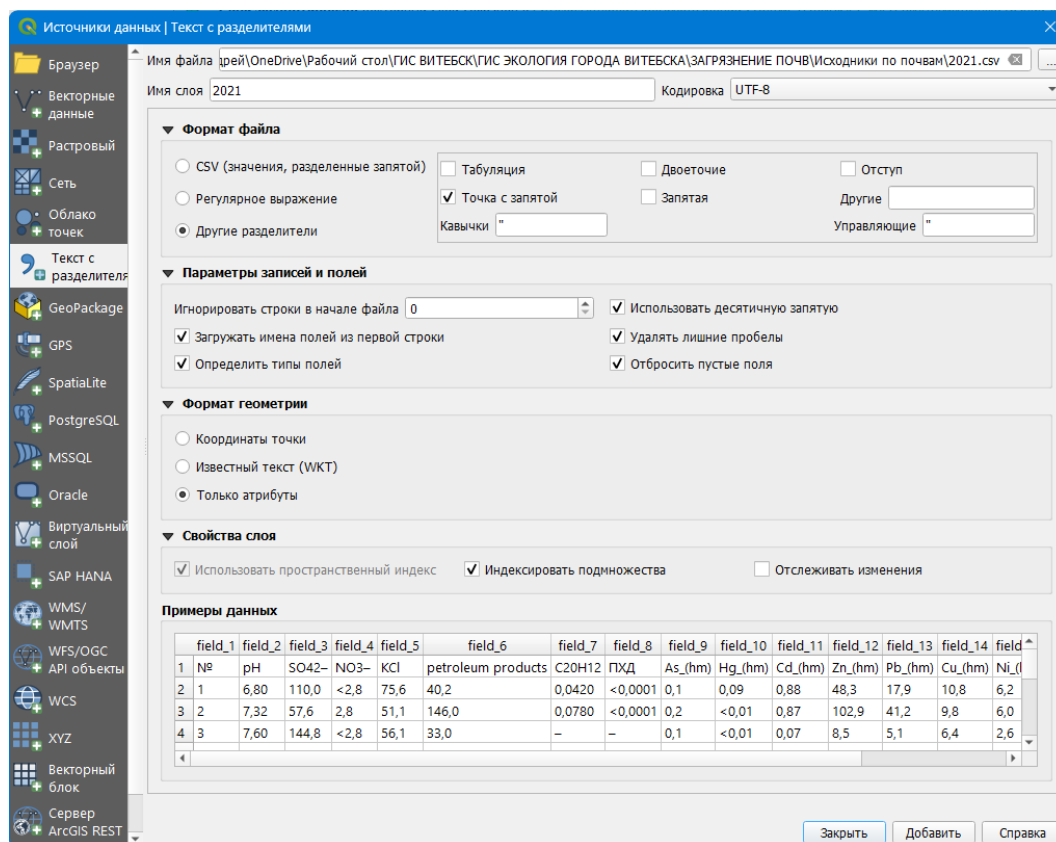 Источники данных | Текст с разделителями
Браузер
Векторные данные
Растровый
Сеть
Облако точек
Текст с разделителя
GeoPackage
GPS
SpatiaLite
PostgreSQL
MSSQL
Oracle
Виртуальный слой
SAP HANA
WMS/ WMTS
WFS/OGC API объекты
WCS
XYZ
Векторный блок
Сервер ArcGIS REST
Имя файла рей\OneDrive\Рабочий стол\ГИС ВИТЕБСК\ГИС ЭКОЛОГИЯ ГОРОДА ВИТЕБСКА\ЗАГРЯЗНЕНИЕ ПОЧВ\Исходники по почвам\2021.csv ...
Имя слоя 2021 Кодировка UTF-8
Формат файла
CSV (значения, разделенные запятой) Табуляция Двоеточие Отступ
Регулярное выражение Точка с запятой Запятая Другие
Другие разделители Кавычки " Управляющие "
Параметры записей и полей
Игнорировать строки в начале файла 0 Использовать десятичную запятую
Загружать имена полей из первой строки Удалять лишние пробелы
Определить типы полей Отбросить пустые поля
Формат геометрии
Координаты точки
Известный текст (WKT)
Только атрибуты
Свойства слоя
Использовать пространственный индекс Индексировать подмножества Отслеживать изменения
Примеры данных
field_1 field_2 field_3 field_4 field_5 field_6 field_7 field_8 field_9 field_10 field_11 field_12 field_13 field_14 field
1 № pH SO42– NO3– KCl petroleum products C20H12 ПХД As_(hm) Hg_(hm) Cd_(hm) Zn_(hm) Pb_(hm) Cu_(hm) Ni_(
2 1 6,80 110,0 <2,8 75,6 40,2 0,0420 <0,0001 0,1 0,09 0,88 48,3 17,9 10,8 6,2
3 2 7,32 57,6 2,8 51,1 146,0 0,0780 <0,0001 0,2 <0,01 0,87 102,9 41,2 9,8 6,0
4 3 7,60 144,8 <2,8 56,1 33,0 – – 0,1 <0,01 0,07 8,5 5,1 6,4 2,6
Закрыть Добавить Справка